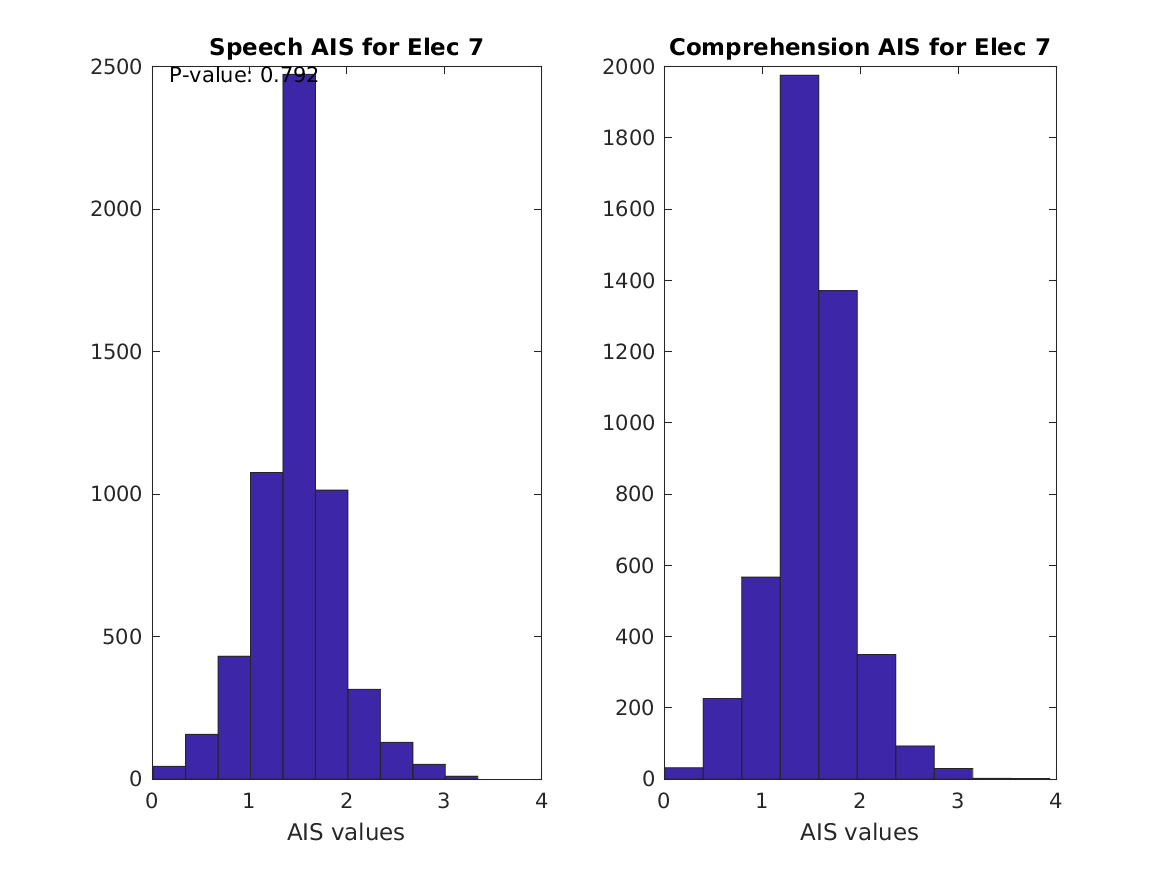 Speech AIS for Elec 7
P-value: 0.792
2500
2000
1500
1000
500
0
0 1 2 3 4
AIS values
Comprehension AIS for Elec 7
2000
1800
1600
1400
1200
1000
800
600
400
200
0
0 1 2 3 4
AIS values